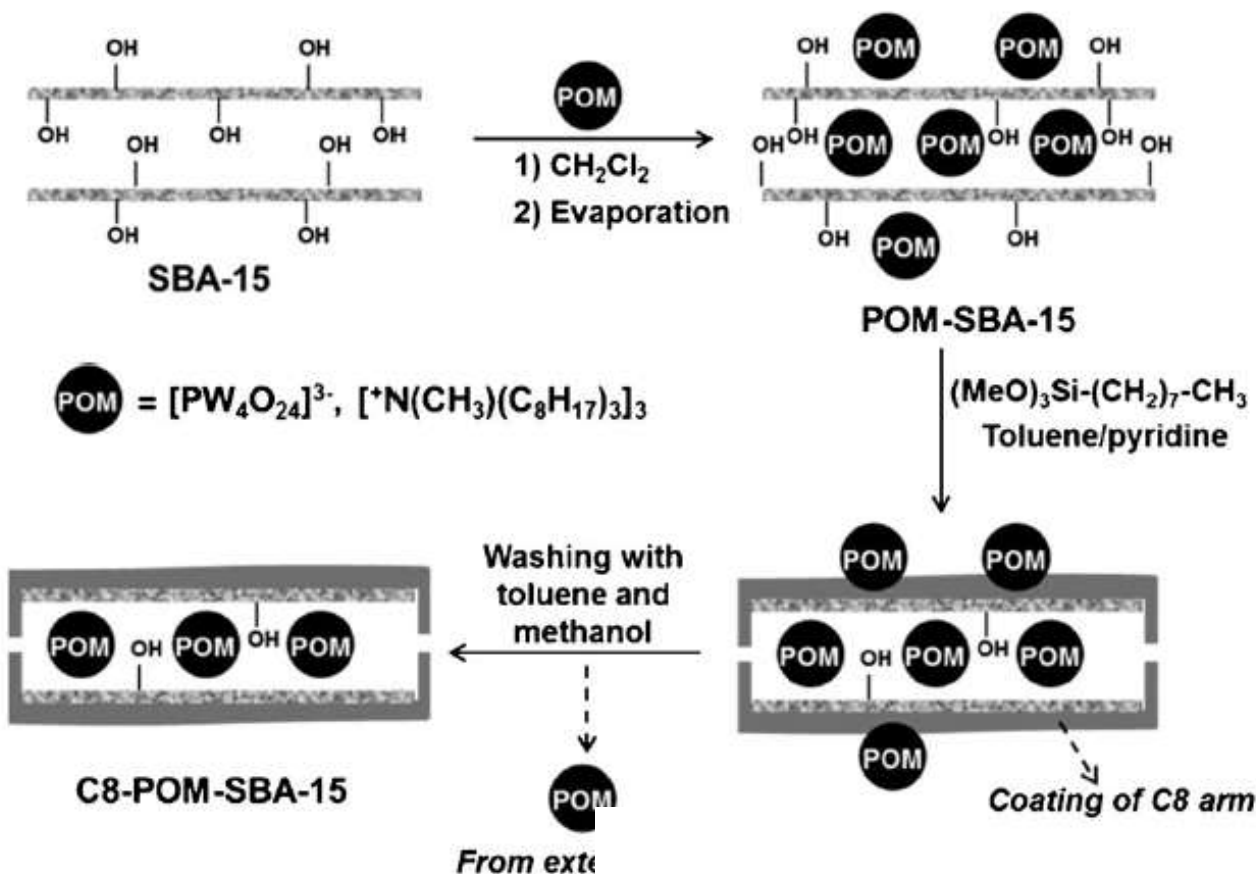 OH OH
OH OH OH
OH OH
OH OH
SBA-15
POM
1) CH₂Cl₂
2) Evaporation
OH POM POM OH
OH OH OH
OH POM POM POM OH
OH OH
POM
POM-SBA-15
POM = [PW₄O₂₄]³⁻, [⁺N(CH₃)(C₈H₁₇)₃]₃
(MeO)₃Si-(CH₂)₇-CH₃
Toluene/pyridine
POM POM
POM OH POM OH POM
POM
Coating of C8 arm
Washing with
toluene and
methanol
POM
From exte
POM OH POM OH POM
C8-POM-SBA-15